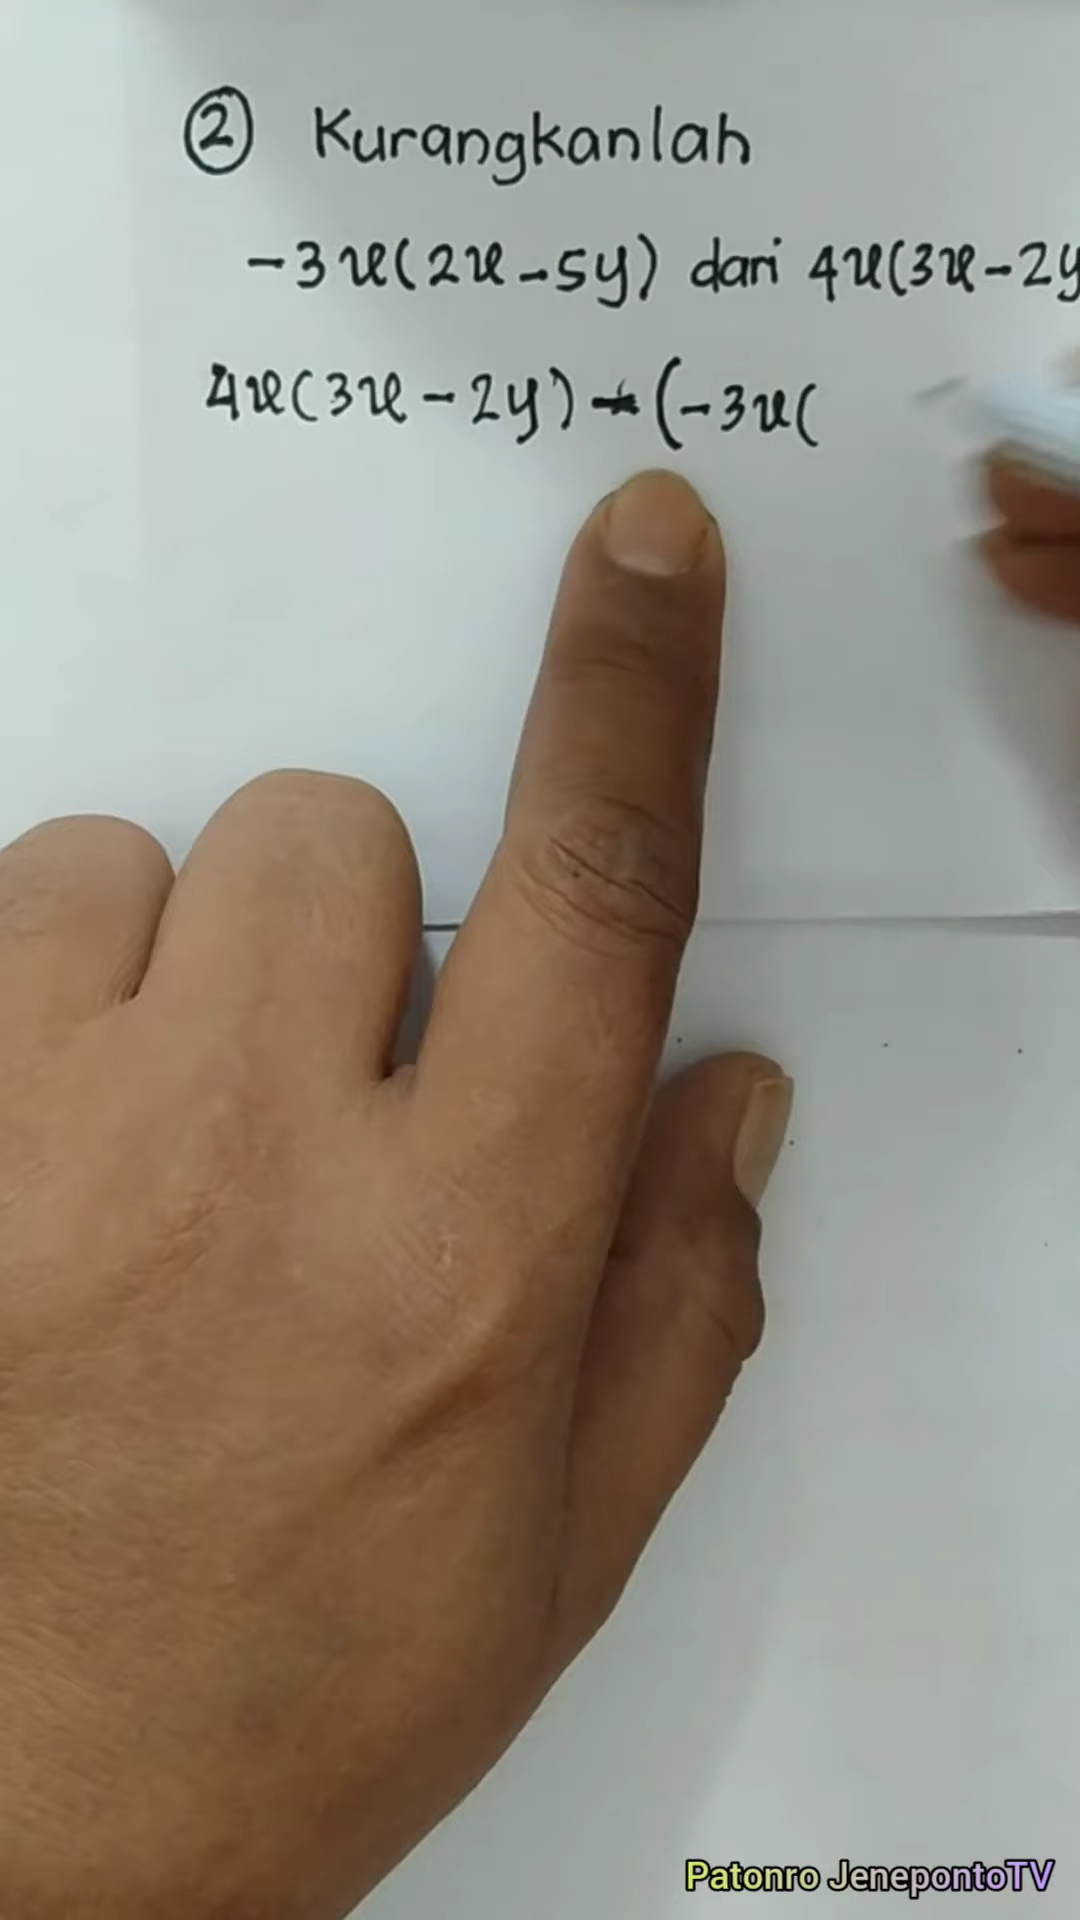 ② Kurangkanlah
-3x(2x-5y) dari 4x(3x-2y
4x(3x-2y)-(-3x(
Patonro JenepontoTV